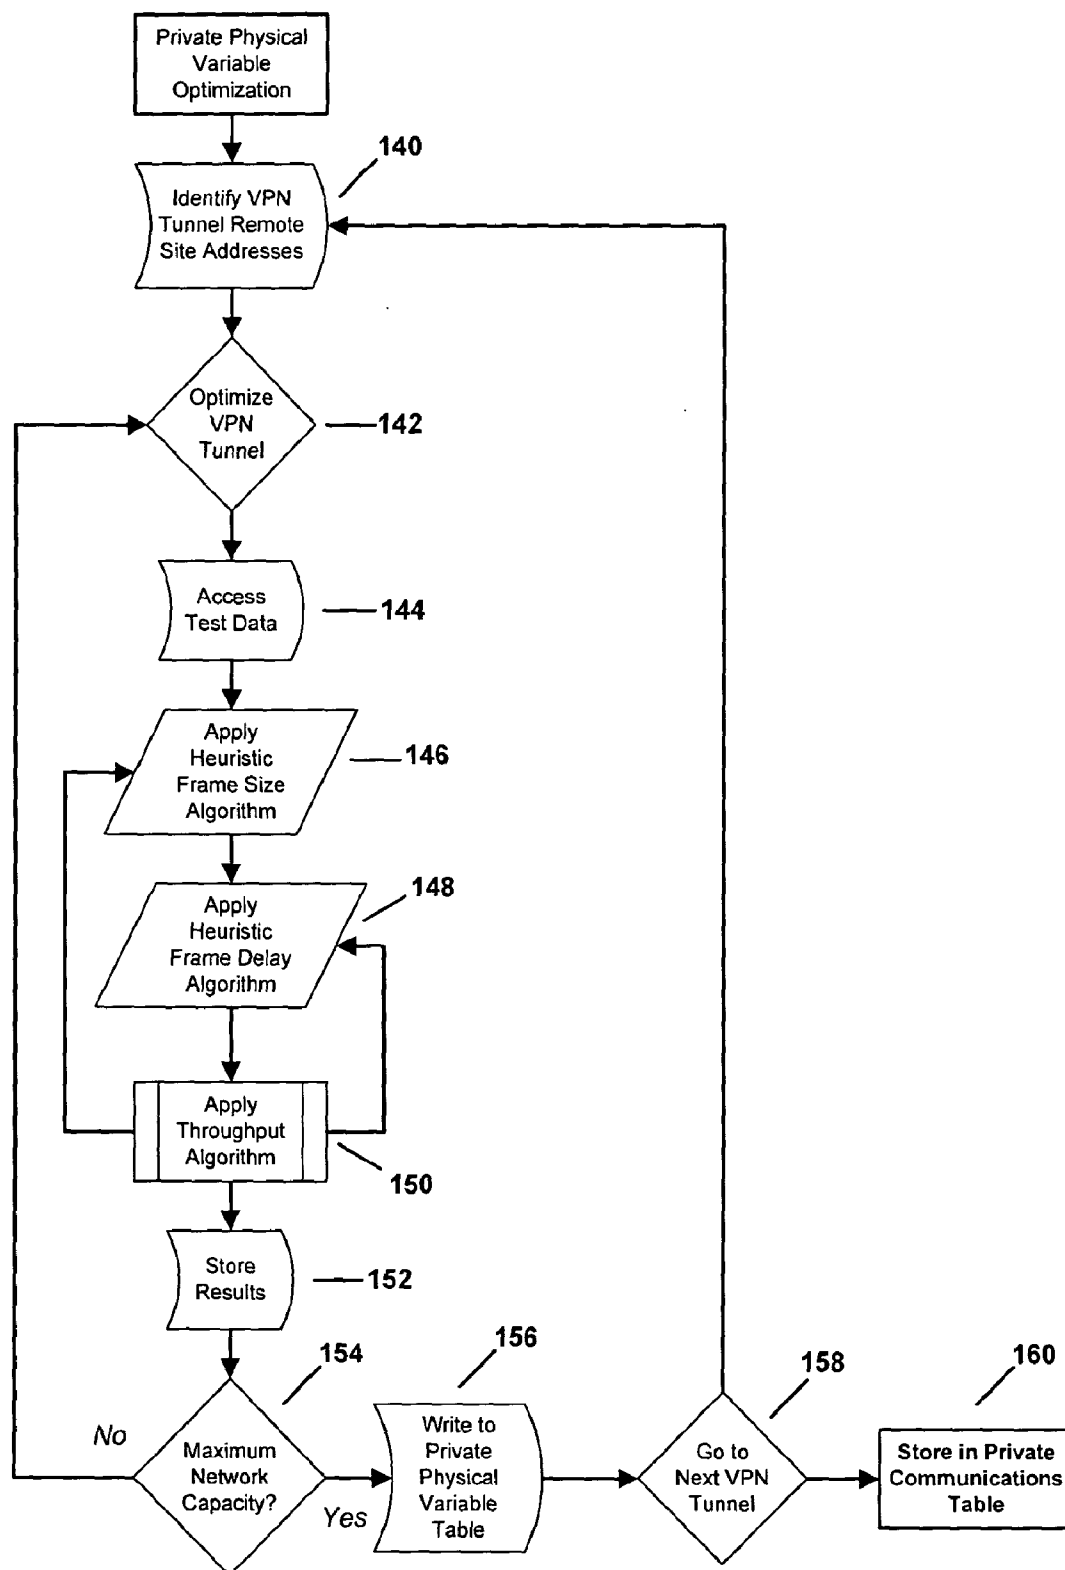 Private Physical
Variable
Optimization
140
Identify VPN
Tunnel Remote
Site Addresses
Optimize
VPN
Tunnel
142
Access
Test Data
144
Apply
Heuristic
Frame Size
Algorithm
146
148
Apply
Heuristic
Frame Delay
Algorithm
Apply
Throughput
Algorithm
150
Store
Results
152
154
156
158
160
No
Maximum
Network
Capacity?
Yes
Write to
Private
Physical
Variable
Table
Go to
Next VPN
Tunnel
Store in Private
Communications
Table